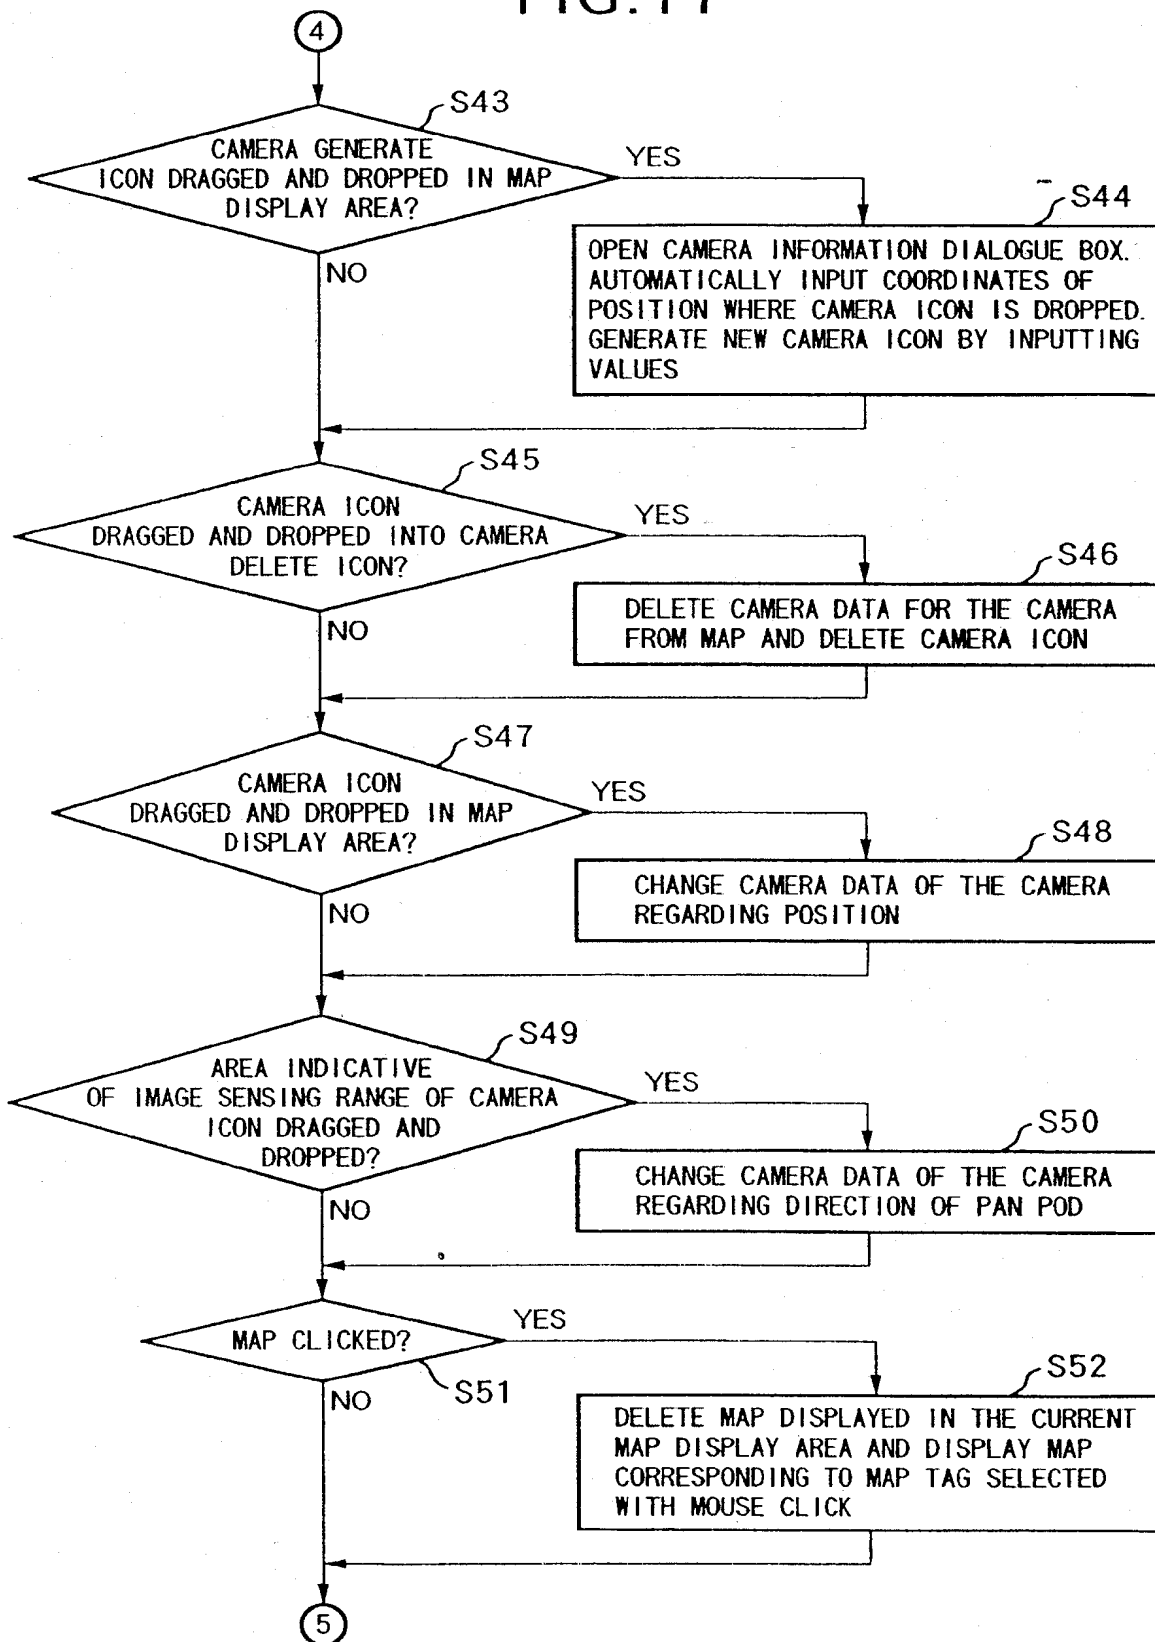 FIG. 17
4
S43
CAMERA GENERATE
ICON DRAGGED AND DROPPED IN MAP
DISPLAY AREA?
YES
NO
S44
OPEN CAMERA INFORMATION DIALOGUE BOX.
AUTOMATICALLY INPUT COORDINATES OF
POSITION WHERE CAMERA ICON IS DROPPED.
GENERATE NEW CAMERA ICON BY INPUTTING
VALUES
S45
CAMERA ICON
DRAGGED AND DROPPED INTO CAMERA
DELETE ICON?
YES
NO
S46
DELETE CAMERA DATA FOR THE CAMERA
FROM MAP AND DELETE CAMERA ICON
S47
CAMERA ICON
DRAGGED AND DROPPED IN MAP
DISPLAY AREA?
YES
NO
S48
CHANGE CAMERA DATA OF THE CAMERA
REGARDING POSITION
S49
AREA INDICATIVE
OF IMAGE SENSING RANGE OF CAMERA
ICON DRAGGED AND
DROPPED?
YES
NO
S50
CHANGE CAMERA DATA OF THE CAMERA
REGARDING DIRECTION OF PAN POD
MAP CLICKED?
YES
S51
NO
S52
DELETE MAP DISPLAYED IN THE CURRENT
MAP DISPLAY AREA AND DISPLAY MAP
CORRESPONDING TO MAP TAG SELECTED
WITH MOUSE CLICK
5